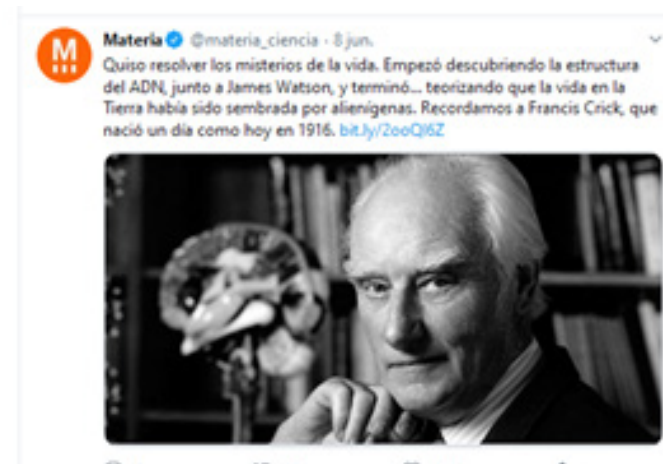 M
Materia @materia_ciencia · 8 jun.
Quiso resolver los misterios de la vida. Empezó descubriendo la estructura
del ADN, junto a James Watson, y terminó... teorizando que la vida en la
Tierra había sido sembrada por alienígenas. Recordamos a Francis Crick, que
nació un día como hoy en 1916. bit.ly/2ooQl6Z